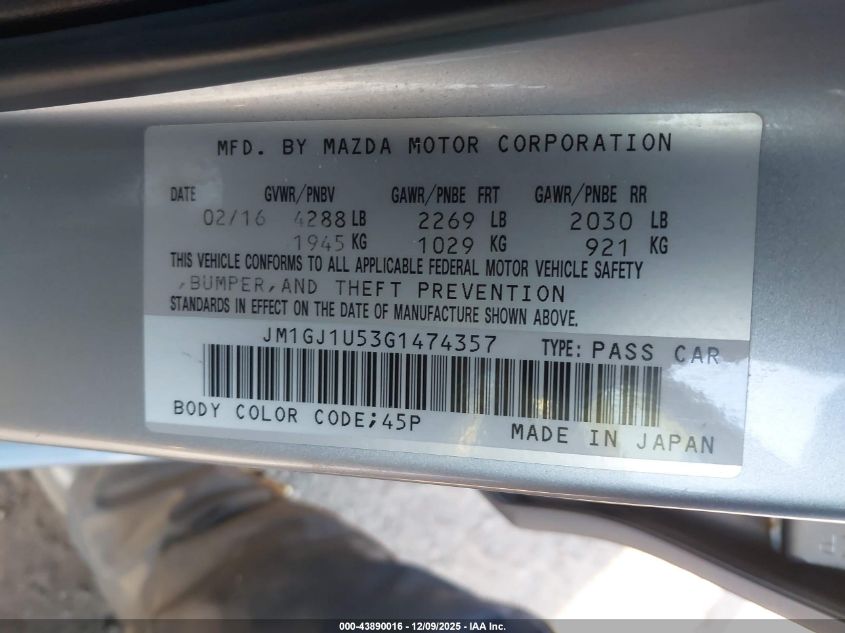 MFD. BY MAZDA MOTOR CORPORATION
DATE GVWR/PNBV GAWR/PNBE FRT GAWR/PNBE RR
02/16 4288 LB 2269 LB 2030 LB
1945 KG 1029 KG 921 KG
THIS VEHICLE CONFORMS TO ALL APPLICABLE FEDERAL MOTOR VEHICLE SAFETY
,BUMPER,AND THEFT PREVENTION
STANDARDS IN EFFECT ON THE DATE OF MANUFACTURE SHOWN ABOVE.
JM1GJ1U53G1474357 TYPE: PASS CAR
BODY COLOR CODE;45P
MADE IN JAPAN
000-43890016 - 12/09/2025 - IAA Inc.